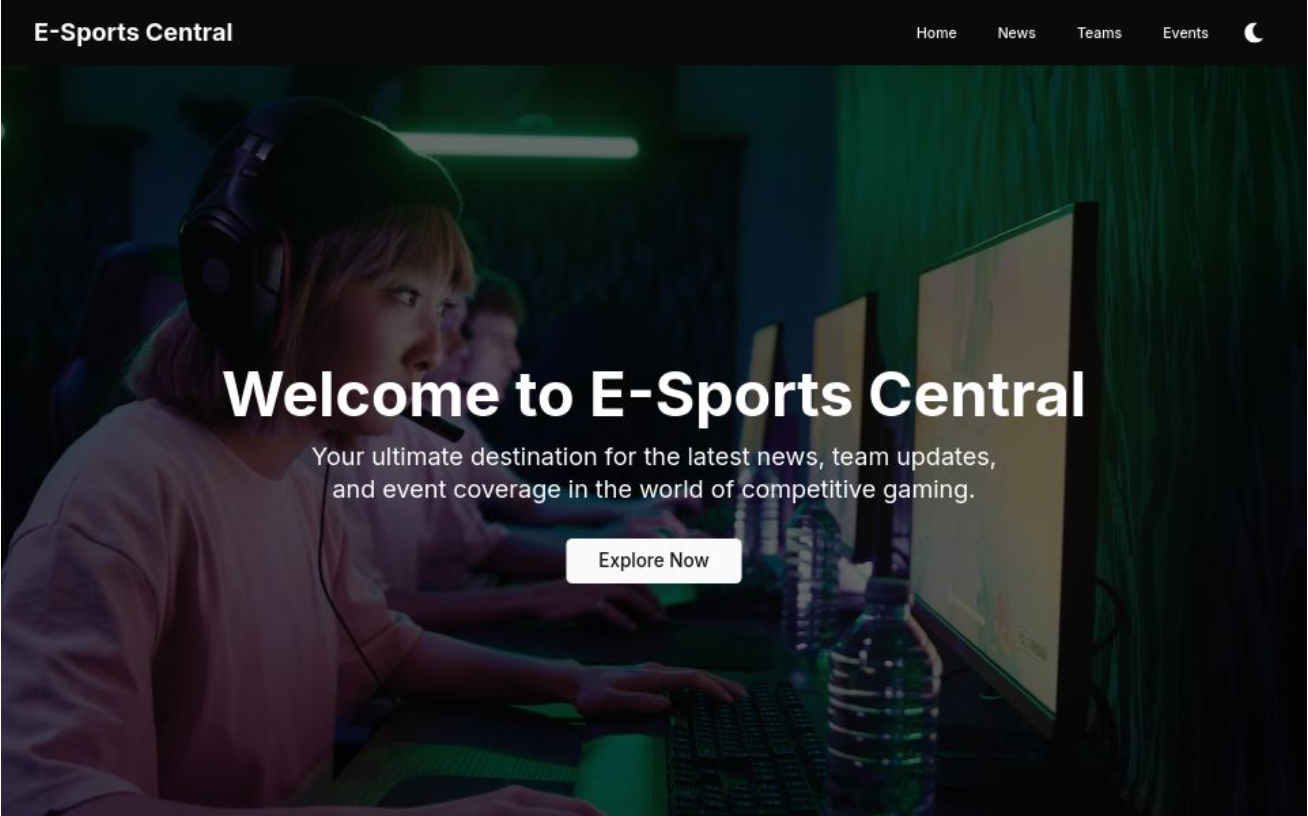 E-Sports Central
Home News Teams Events
Welcome to E-Sports Central
Your ultimate destination for the latest news, team updates,
and event coverage in the world of competitive gaming.
Explore Now